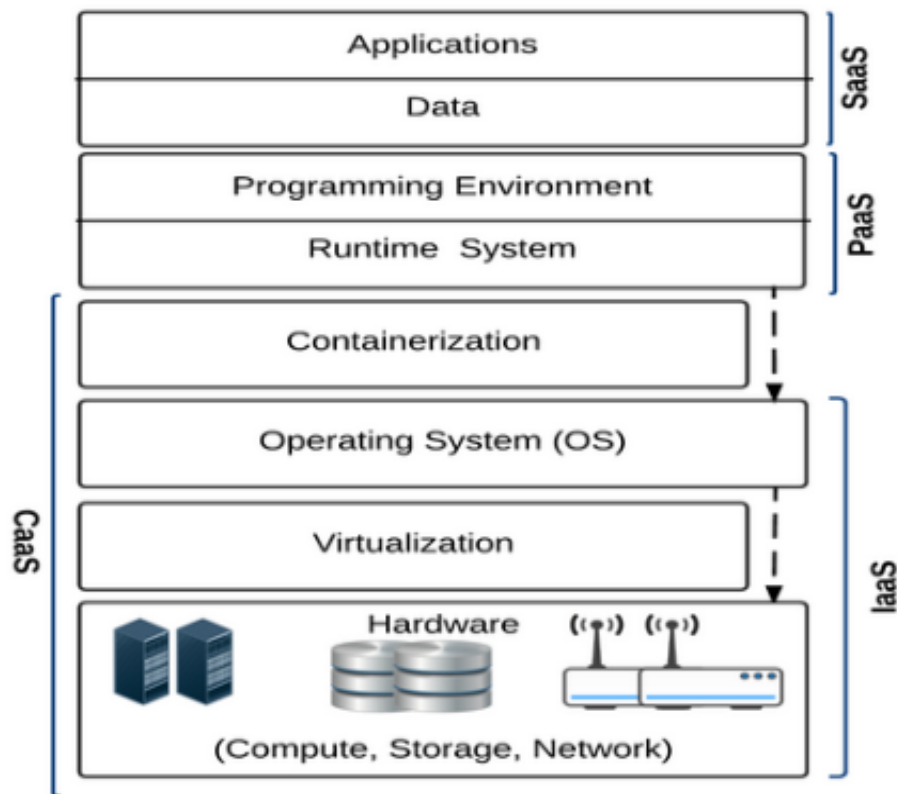 Applications
SaaS
Data
Programming Environment
PaaS
Runtime System
Containerization
Operating System (OS)
CaaS
Virtualization
IaaS
Hardware
(Compute, Storage, Network)